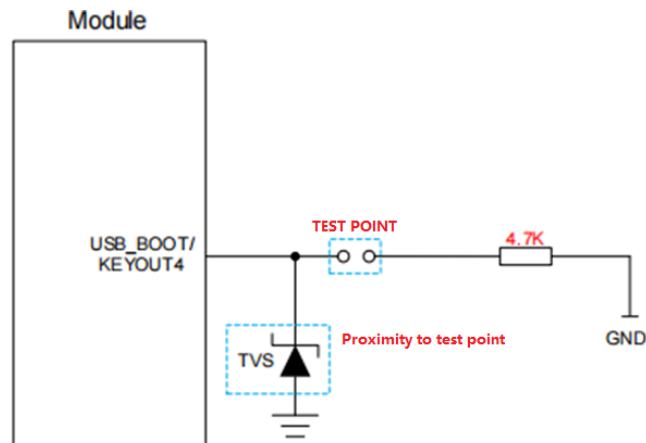 Module
TEST POINT
USB_BOOT/
KEYOUT4
4.7K
GND
TVS
Proximity to test point